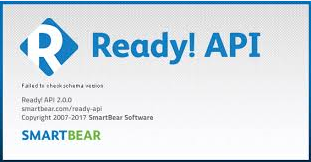 Ready! API
Failed to check schema version
Ready! API 2.0.0
smartbear.com/ready-api
Copyright 2007-2017 SmartBear Software
SMARTBEAR